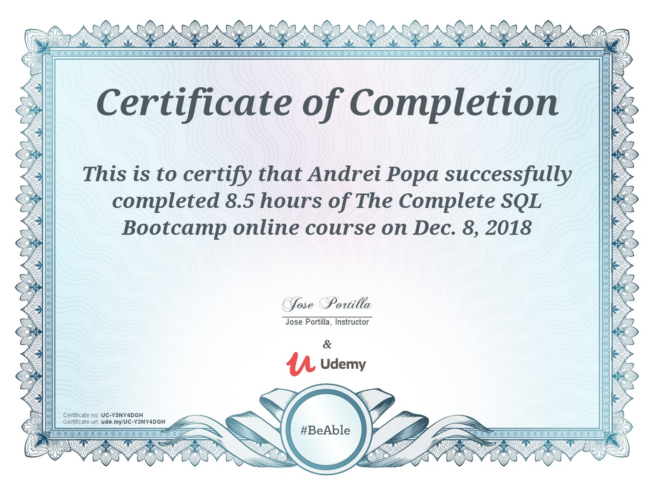 Certificate of Completion
This is to certify that Andrei Popa successfully
completed 8.5 hours of The Complete SQL
Bootcamp online course on Dec. 8, 2018
Jose Portilla
Jose Portilla, Instructor
&
Udemy
#BeAble
Certificate no: UC-Y3NY4DGH
Certificate url: ude.my/UC-Y3NY4DGH